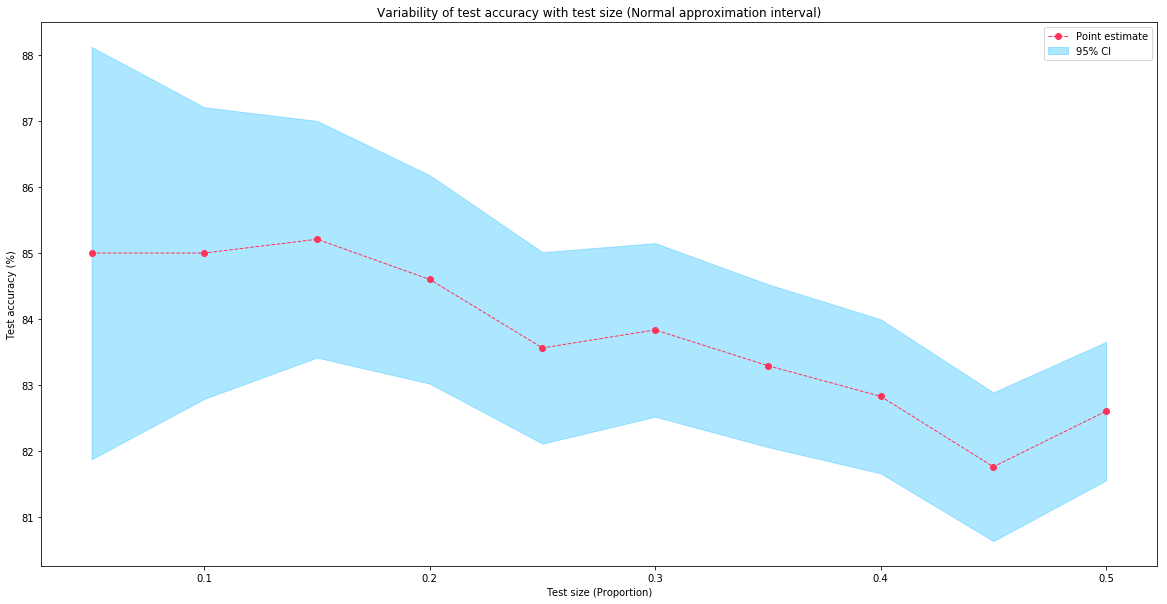 Variability of test accuracy with test size (Normal approximation interval)
Point estimate
95% CI
88
87
86
85
84
83
82
81
Test accuracy (%)
0.1 0.2 0.3 0.4 0.5
Test size (Proportion)